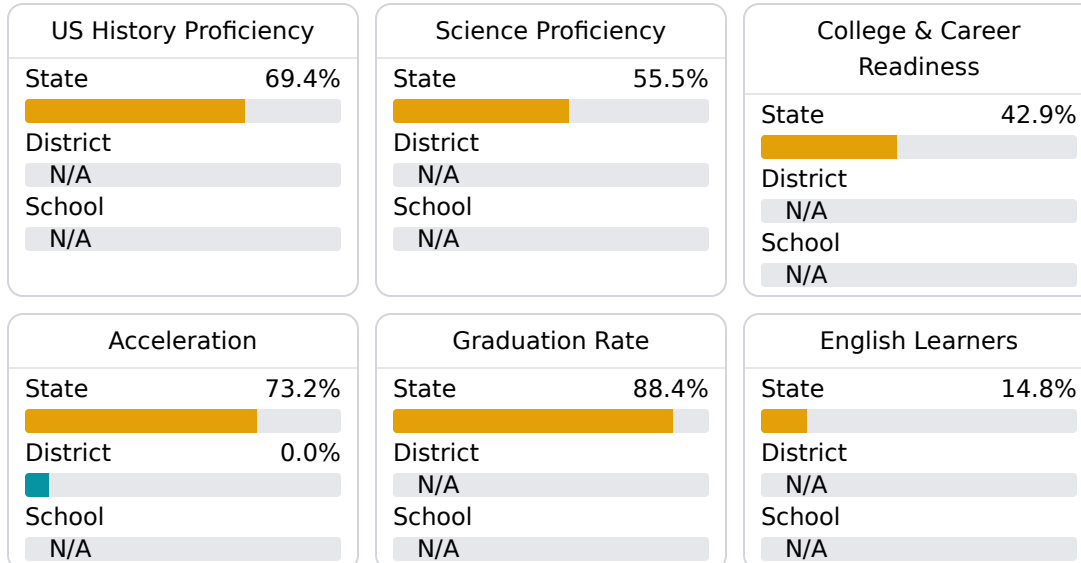 US History Proficiency
State 69.4%
District
N/A
School
N/A
Science Proficiency
State 55.5%
District
N/A
School
N/A
College & Career
Readiness
State 42.9%
District
N/A
School
N/A
Acceleration
State 73.2%
District 0.0%
School
N/A
Graduation Rate
State 88.4%
District
N/A
School
N/A
English Learners
State 14.8%
District
N/A
School
N/A